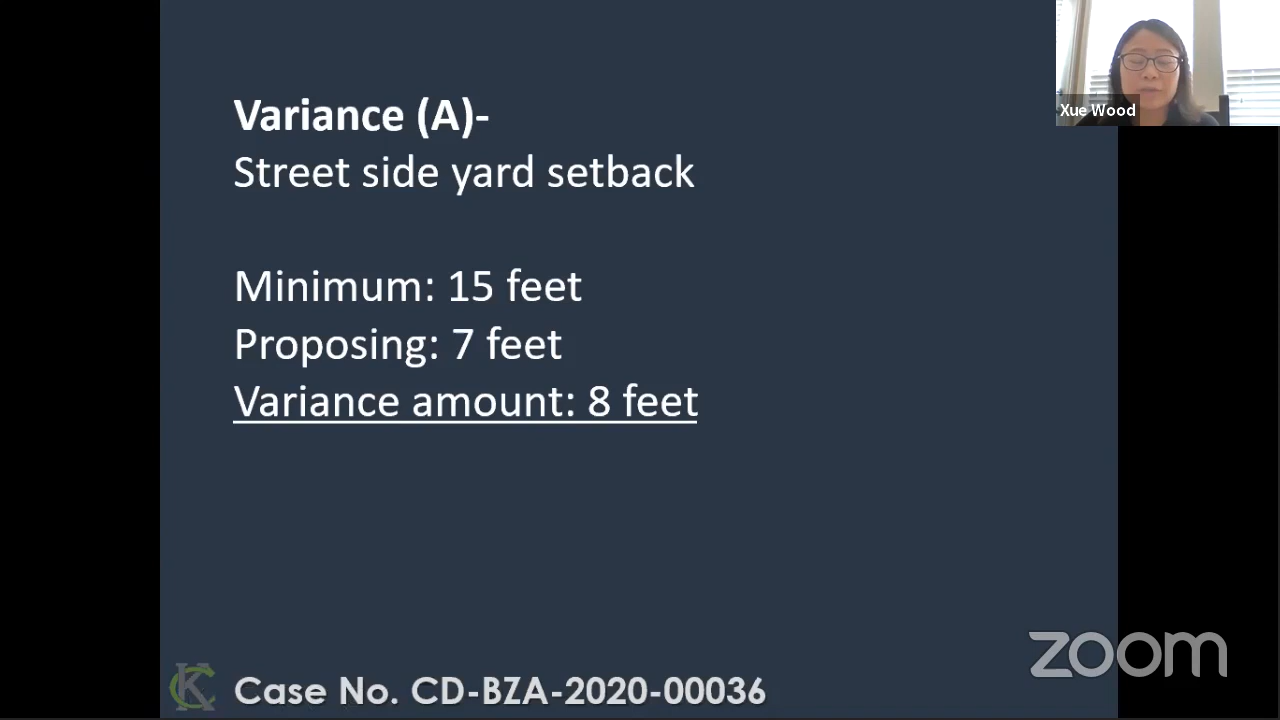 Variance (A)-
Street side yard setback
Minimum: 15 feet
Proposing: 7 feet
Variance amount: 8 feet
Case No. CD-BZA-2020-00036
KC
Xue Wood
zoom